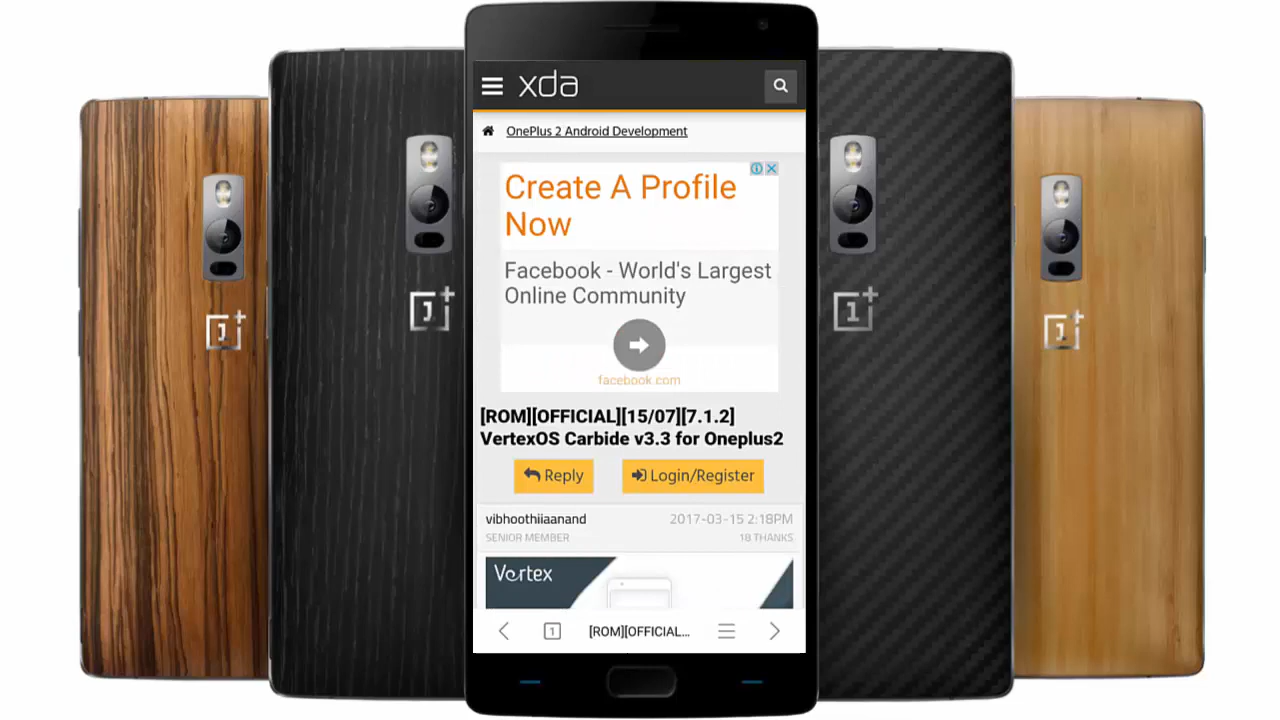 xda
OnePlus 2 Android Development
Create A Profile
Now
Facebook - World's Largest
Online Community
facebook.com
[ROM][OFFICIAL][15/07][7.1.2]
VertexOS Carbide v3.3 for Oneplus2
Reply
Login/Register
vibhoothiiaanand
2017-03-15 2:18PM
SENIOR MEMBER
18 THANKS
Vertex
1
[ROM][OFFICIAL...